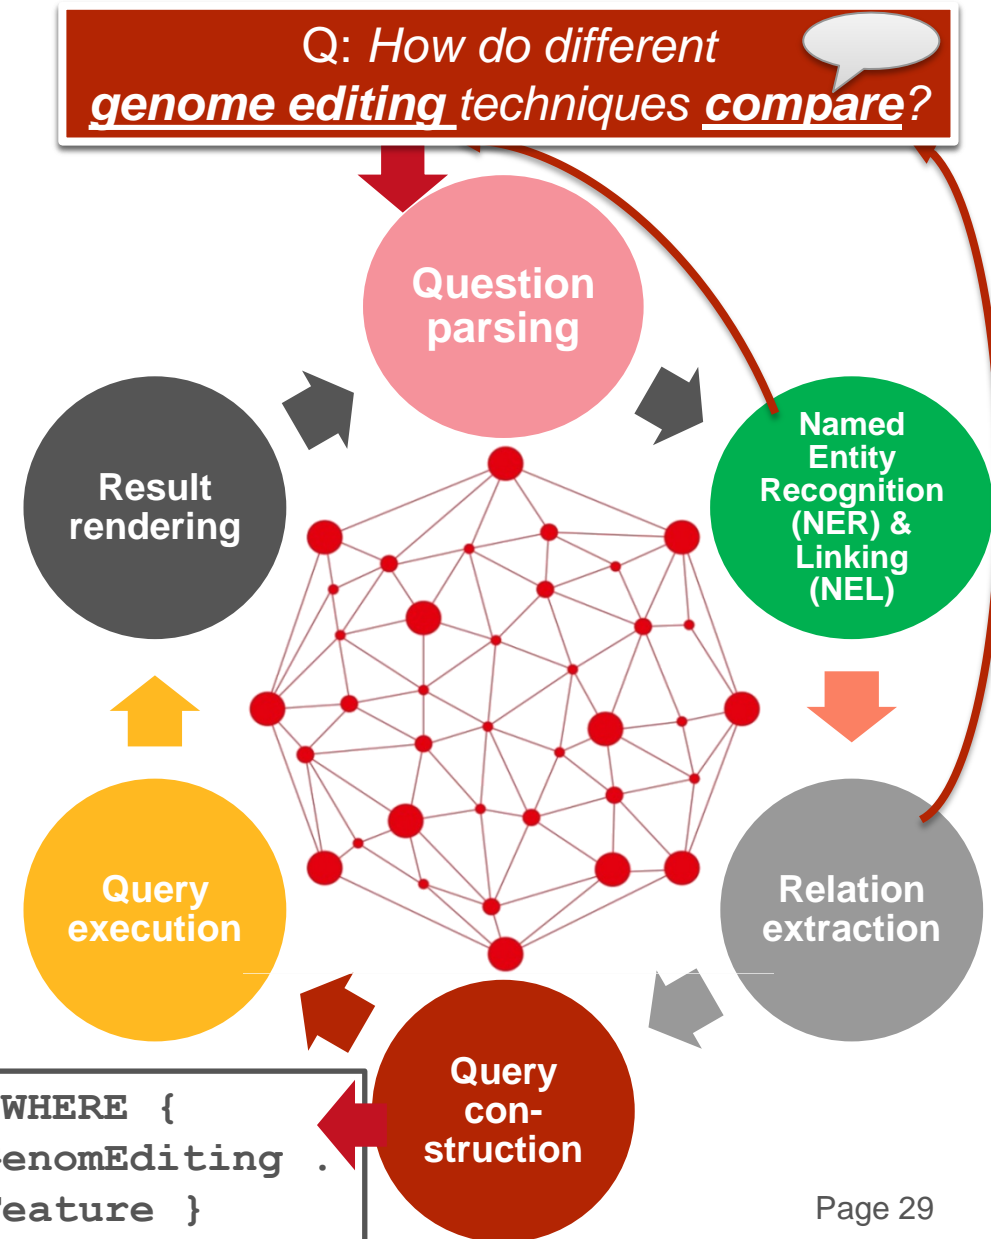 Q: How do different
genome editing techniques compare?
Question
parsing
Named
Entity
Recognition
(NER) &
Linking
(NEL)
Result
rendering
Relation
extraction
Query
execution
Query
con-
struction
WHERE {
enomEditing .
eature }
Page 29